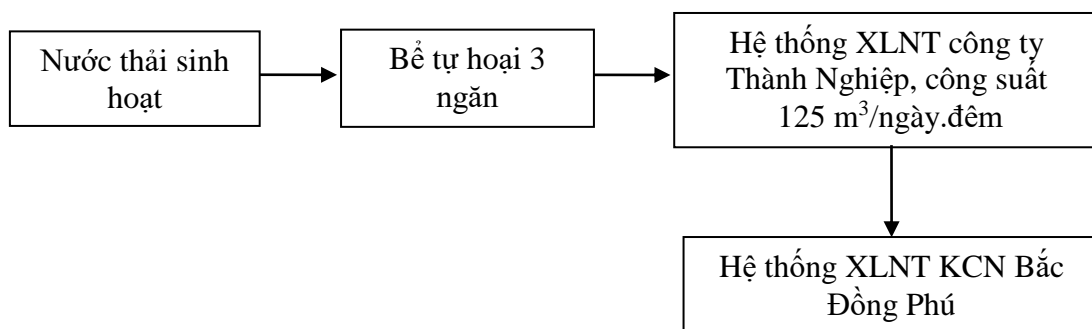 Nước thải sinh
hoạt
Bể tự hoại 3
ngăn
Hệ thống XLNT công ty
Thành Nghiệp, công suất
125 m³/ngày.đêm
Hệ thống XLNT KCN Bắc
Đồng Phú